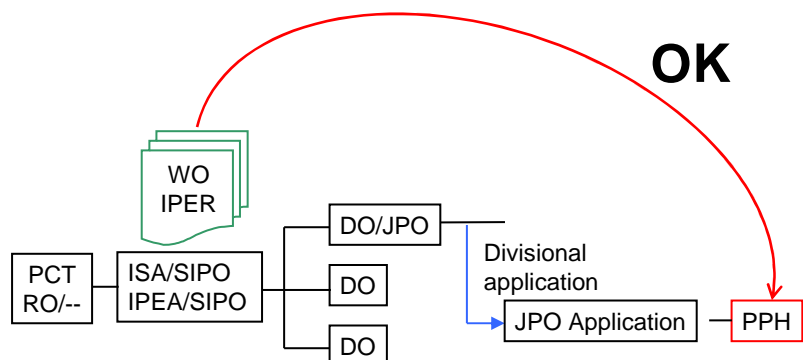 OK
WO
IPER
DO/JPO
Divisional
application
PCT
RO/--
ISA/SIPO
IPEA/SIPO
DO
JPO Application
PPH
DO